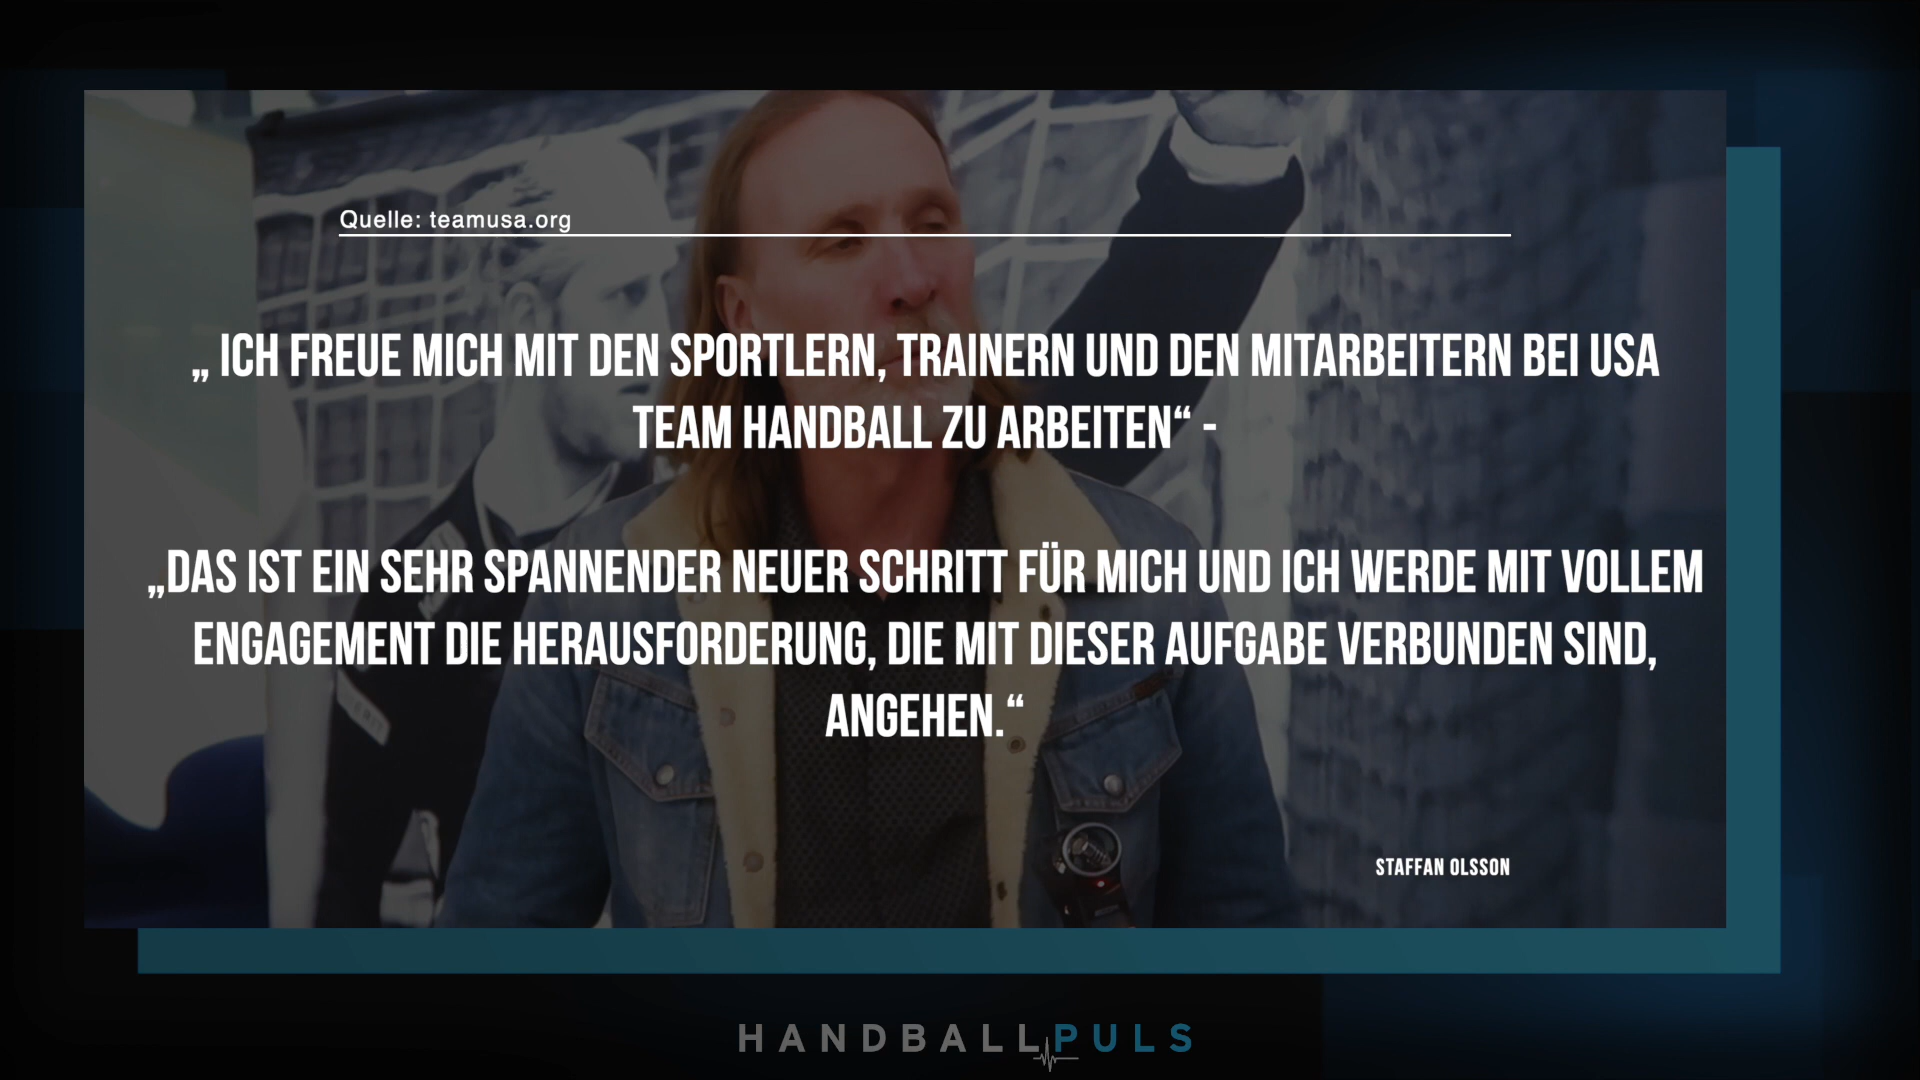 Quelle: teamusa.org
„ ICH FREUE MICH MIT DEN SPORTLERN, TRAINERN UND DEN MITARBEITERN BEI USA
TEAM HANDBALL ZU ARBEITEN“ -
„DAS IST EIN SEHR SPANNENDER NEUER SCHRITT FÜR MICH UND ICH WERDE MIT VOLLEM
ENGAGEMENT DIE HERAUSFORDERUNG, DIE MIT DIESER AUFGABE VERBUNDEN SIND,
ANGEHEN.“
STAFFAN OLSSON
HANDBALLPULS